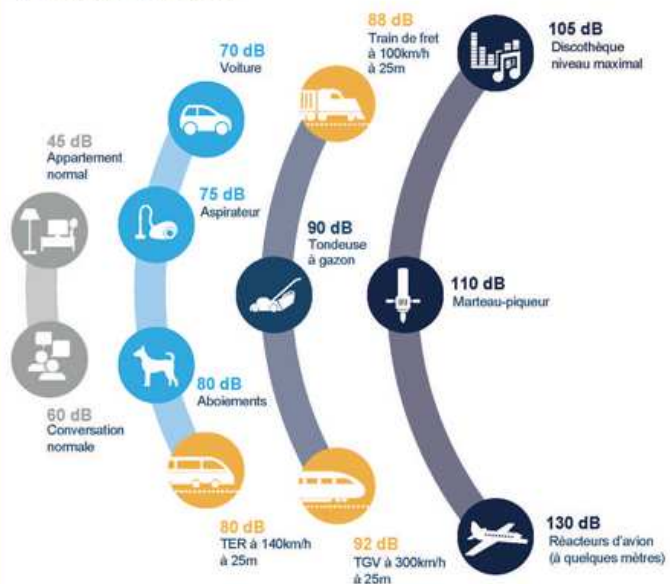 45 dB
Appartement
normal
60 dB
Conversation
normale
70 dB
Voiture
75 dB
Aspirateur
80 dB
Aboiements
80 dB
TER à 140km/h
à 25m
88 dB
Train de fret
à 100km/h
à 25m
90 dB
Tondeuse
à gazon
92 dB
TGV à 300km/h
à 25m
105 dB
Discothèque
niveau maximal
110 dB
Marteau-piqueur
130 dB
Réacteurs d'avion
(à quelques mètres)